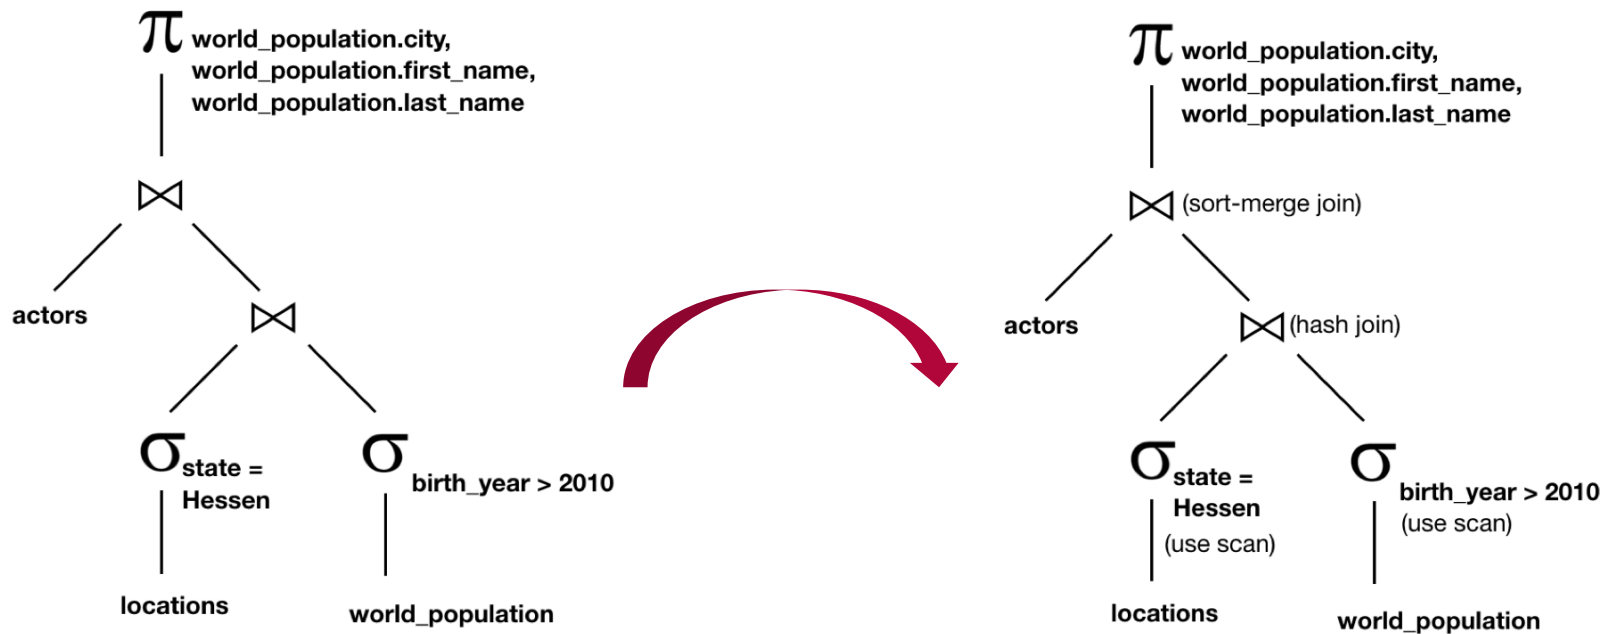 π world_population.city,
world_population.first_name,
world_population.last_name
⋈
actors
⋈
σ state =
Hessen
σ birth_year > 2010
locations
world_population
π world_population.city,
world_population.first_name,
world_population.last_name
⋈ (sort-merge join)
actors
⋈ (hash join)
σ state =
Hessen
(use scan)
σ birth_year > 2010
(use scan)
locations
world_population